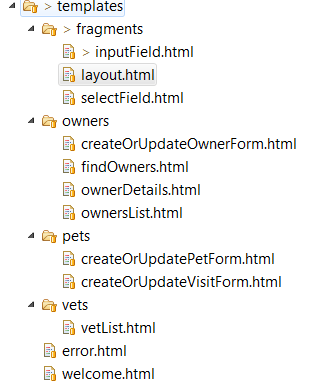 > templates
> fragments
> inputField.html
layout.html
selectField.html
owners
createOrUpdateOwnerForm.html
findOwners.html
ownerDetails.html
ownersList.html
pets
createOrUpdatePetForm.html
createOrUpdateVisitForm.html
vets
vetList.html
error.html
welcome.html